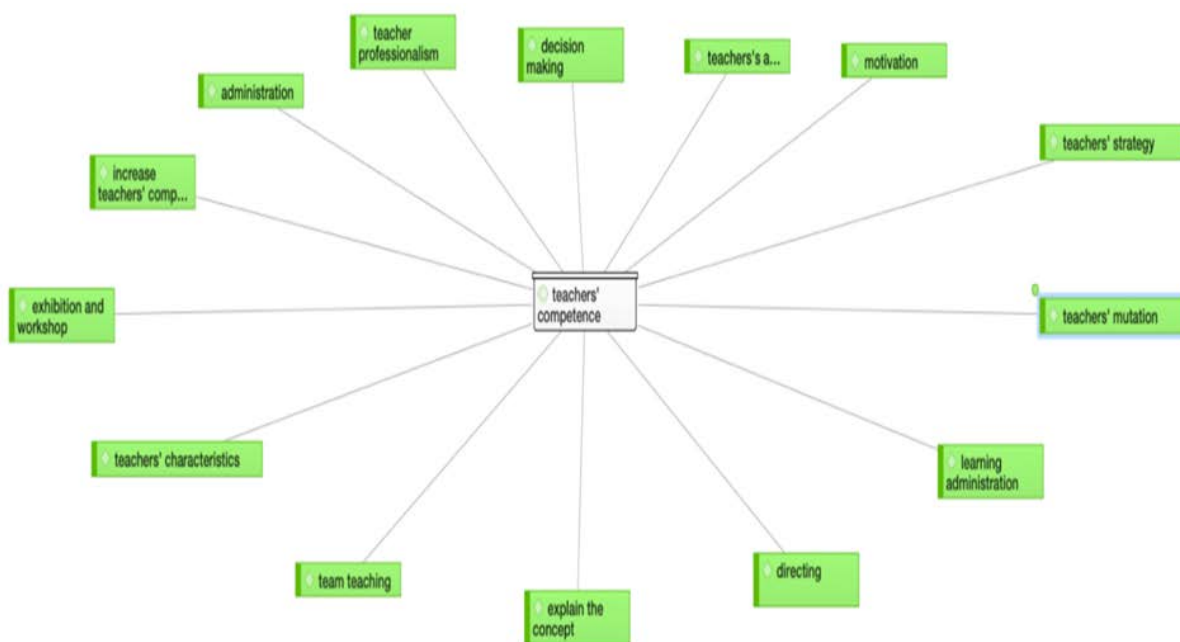 teacher
professionalism
decision
making
teachers's a...
motivation
administration
teachers' strategy
increase
teachers' comp...
teachers'
competence
exhibition and
workshop
teachers' mutation
teachers' characteristics
learning
administration
team teaching
directing
explain the
concept